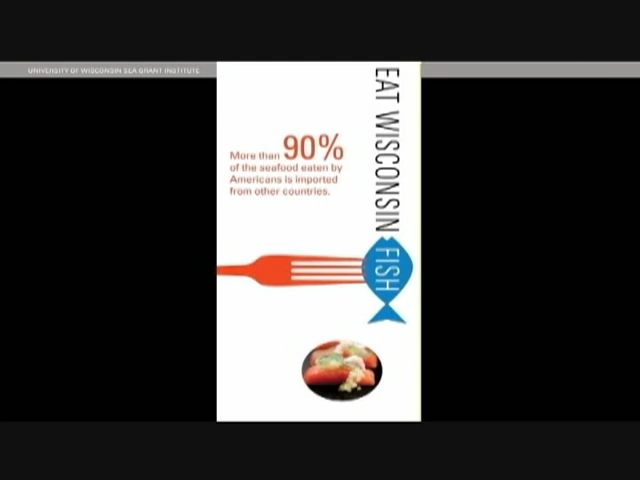 UNIVERSITY OF WISCONSIN SEA GRANT INSTITUTE
More than 90%
of the seafood eaten by
Americans is imported
from other countries.
EAT WISCONSIN FISH